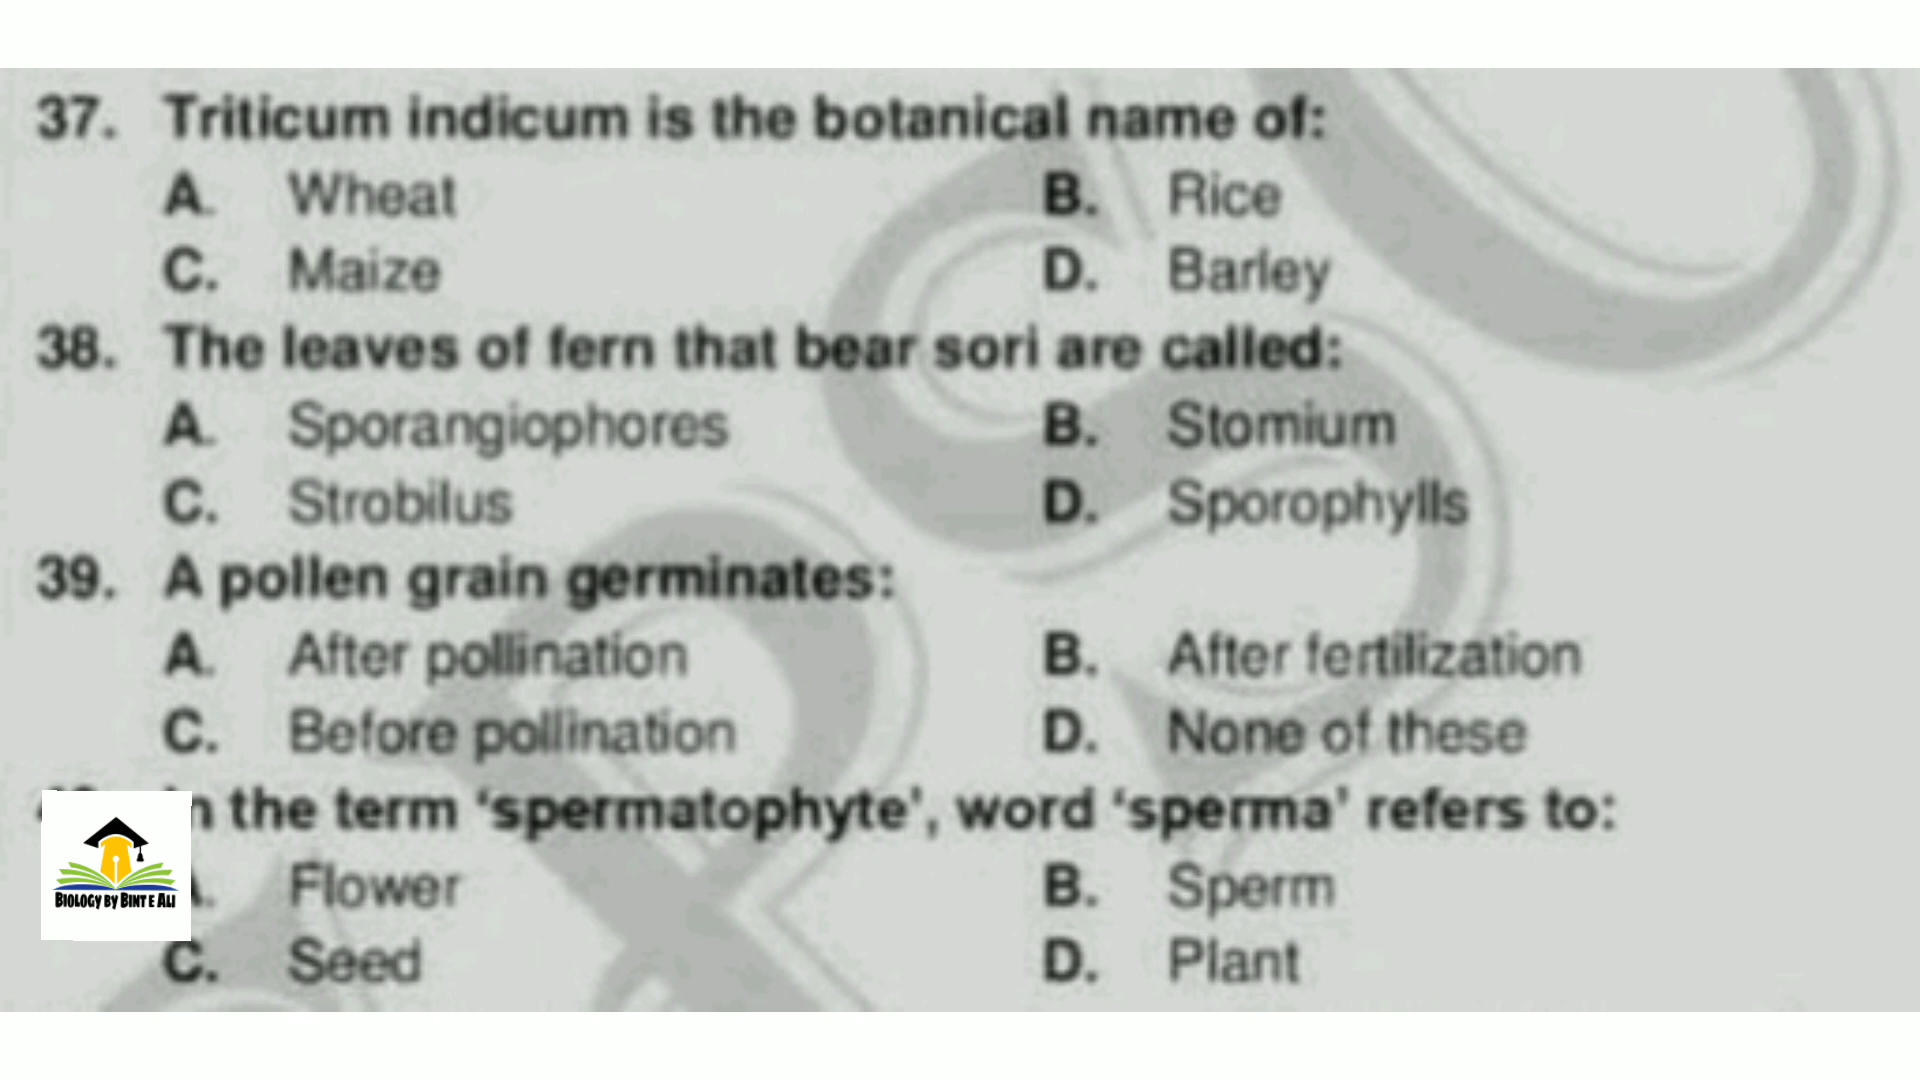 37. Triticum indicum is the botanical name of:
A. Wheat B. Rice
C. Maize D. Barley
38. The leaves of fern that bear sori are called:
A. Sporangiophores B. Stomium
C. Strobilus D. Sporophylls
39. A pollen grain germinates:
A. After pollination B. After fertilization
C. Before pollination D. None of these
the term ‘spermatophyte’, word ‘sperma’ refers to:
Flower B. Sperm
C. Seed D. Plant
BIOLOGY BY BINT E ALI